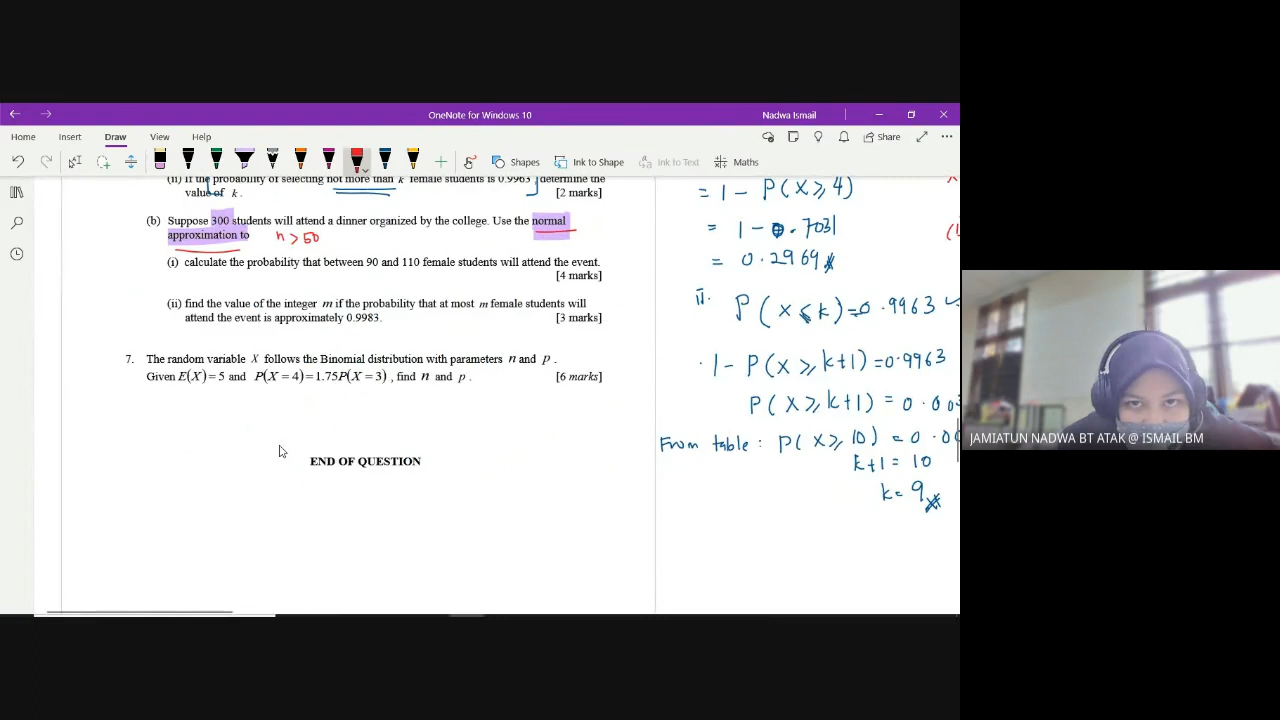 OneNote for Windows 10
Nadwa Ismail
Home Insert Draw View Help
Share
Shapes
Ink to Shape
Ink to Text
Maths
(ii) If the probability of selecting not more than k female students is 0.9963 determine the
value of k. [2 marks]
(b) Suppose 300 students will attend a dinner organized by the college. Use the normal
approximation to
n > 50
(i) calculate the probability that between 90 and 110 female students will attend the event.
[4 marks]
(ii) find the value of the integer m if the probability that at most m female students will
attend the event is approximately 0.9983. [3 marks]
7. The random variable X follows the Binomial distribution with parameters n and p.
Given E(X)=5 and P(X=4)=1.75P(X=3), find n and p. [6 marks]
END OF QUESTION
= 1 - P(X ≥ 4)
= 1 - 0.7031
= 0.2969
ii. P(X ≤ k) = 0.9963
1 - P(X ≥ k+1) = 0.9963
P(X ≥ k+1) = 0.00
From table : P(X ≥ 10) = 0.00
k+1 = 10
k = 9
JAMIATUN NADWA BT ATAK @ ISMAIL BM